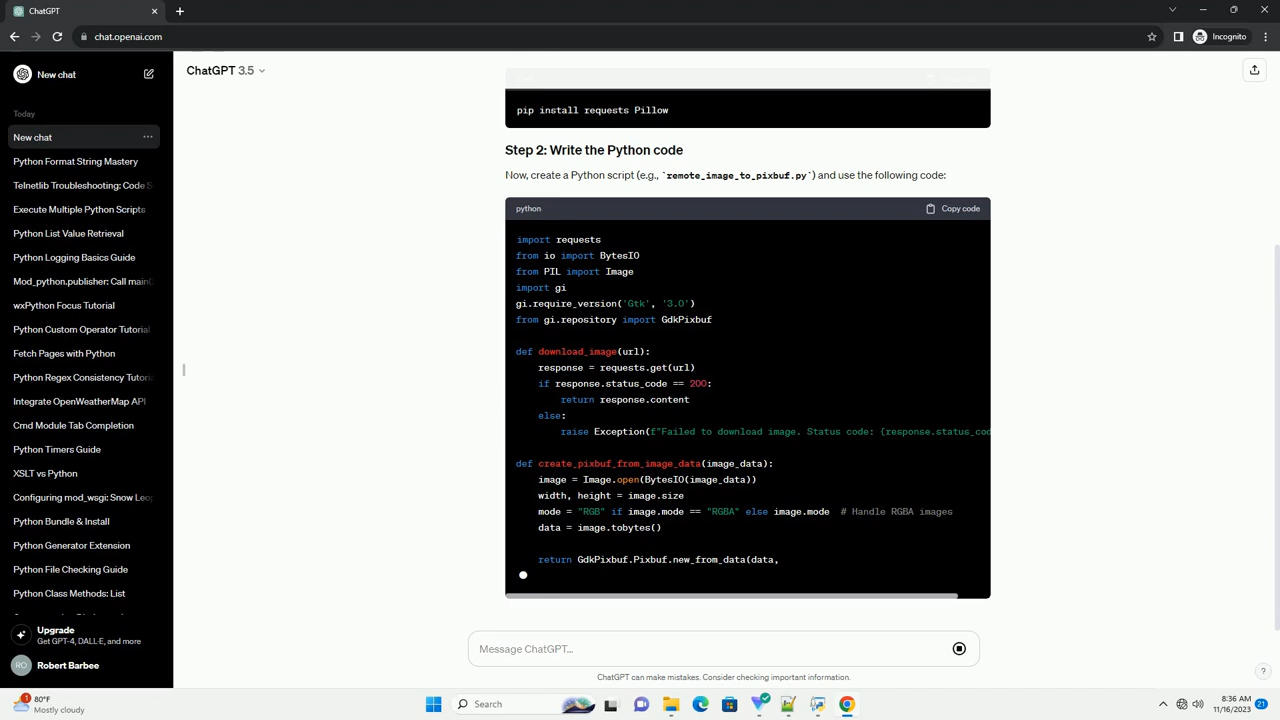 ChatGPT
chat.openai.com
Incognito
New chat
ChatGPT 3.5
Today
New chat
Python Format String Mastery
Telnetlib Troubleshooting: Code S
Execute Multiple Python Scripts
Python List Value Retrieval
Python Logging Basics Guide
Mod_python.publisher: Call main(
wxPython Focus Tutorial
Python Custom Operator Tutorial
Fetch Pages with Python
Python Regex Consistency Tutoria
Integrate OpenWeatherMap API
Cmd Module Tab Completion
Python Timers Guide
XSLT vs Python
Configuring mod_wsgi: Snow Leop
Python Bundle & Install
Python Generator Extension
Python File Checking Guide
Python Class Methods: List
Upgrade
Get GPT-4, DALL·E, and more
RO
Robert Barbee
pip install requests Pillow
Step 2: Write the Python code
Now, create a Python script (e.g., `remote_image_to_pixbuf.py`) and use the following code:
python
Copy code
import requests
from io import BytesIO
from PIL import Image
import gi
gi.require_version('Gtk', '3.0')
from gi.repository import GdkPixbuf
def download_image(url):
response = requests.get(url)
if response.status_code == 200:
return response.content
else:
raise Exception(f"Failed to download image. Status code: {response.status_cod
def create_pixbuf_from_image_data(image_data):
image = Image.open(BytesIO(image_data))
width, height = image.size
mode = "RGB" if image.mode == "RGBA" else image.mode # Handle RGBA images
data = image.tobytes()
return GdkPixbuf.Pixbuf.new_from_data(data,
Message ChatGPT...
ChatGPT can make mistakes. Consider checking important information.
?
1
80°F
Mostly cloudy
Search
8:36 AM
11/16/2023
21